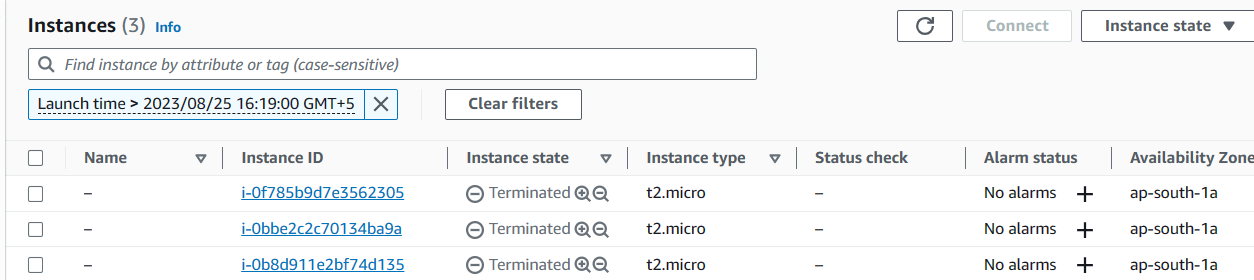 Instances (3) Info Connect Instance state
Find instance by attribute or tag (case-sensitive)
Launch time > 2023/08/25 16:19:00 GMT+5 Clear filters
Name Instance ID Instance state Instance type Status check Alarm status Availability Zone
– i-0f785b9d7e3562305 Terminated t2.micro – No alarms + ap-south-1a
– i-0bbe2c2c70134ba9a Terminated t2.micro – No alarms + ap-south-1a
– i-0b8d911e2bf74d135 Terminated t2.micro – No alarms + ap-south-1a